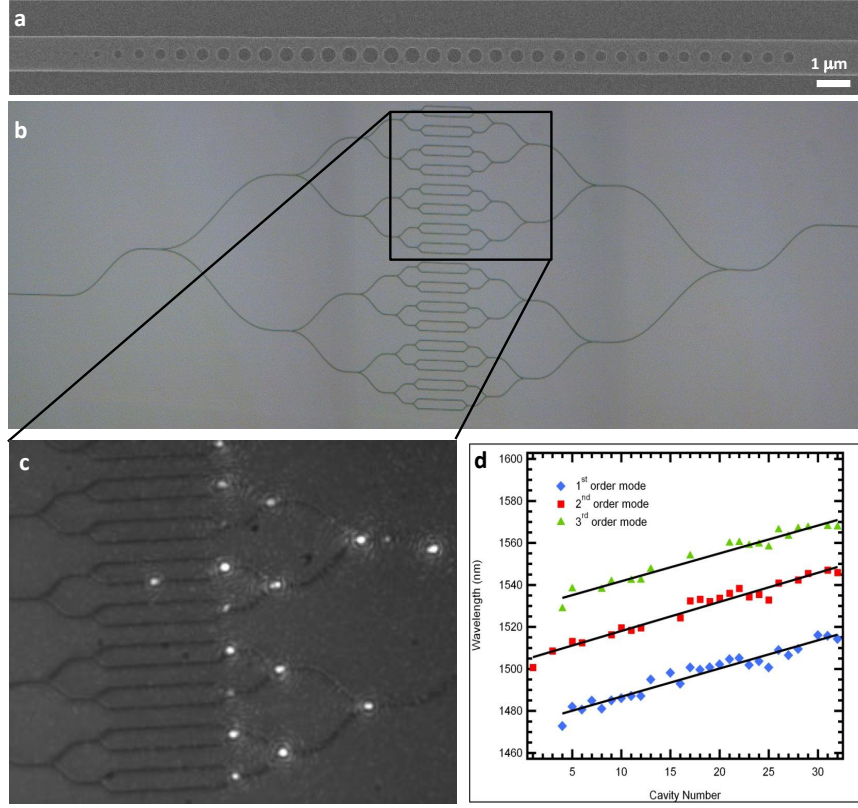 a
1 μm
b
c
d
1st order mode
2nd order mode
3rd order mode
Wavelength (nm)
1600
1580
1560
1540
1520
1500
1480
1460
5
10
15
20
25
30
Cavity Number